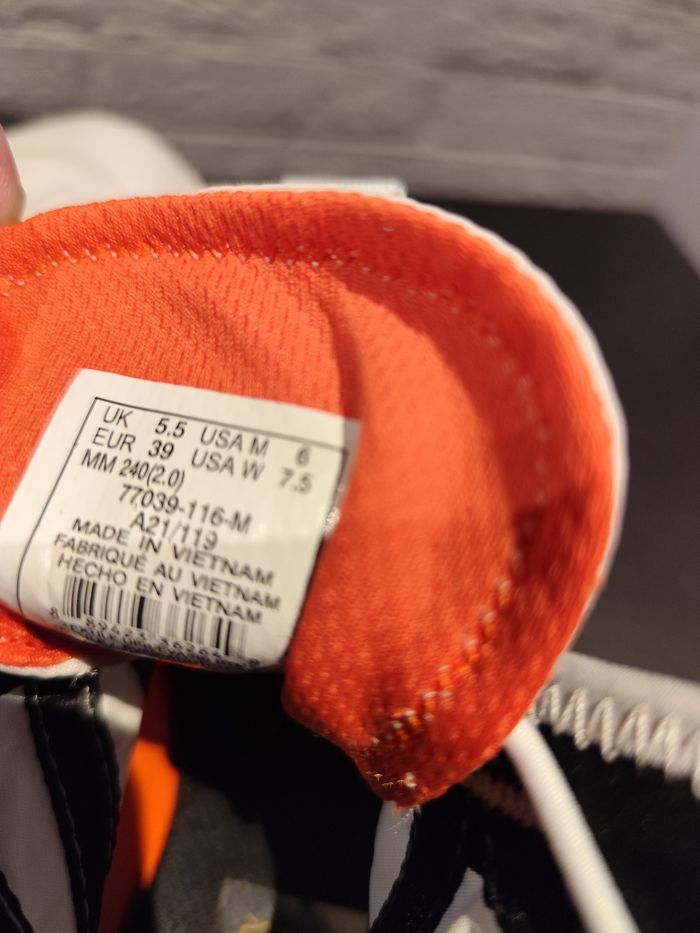 UK 5.5 USA M 6
EUR 39 USA W 7.5
MM 240(2.0)
77039-116-M
A21/119
MADE IN VIETNAM
FABRIQUÉ AU VIETNAM
HECHO EN VIETNAM